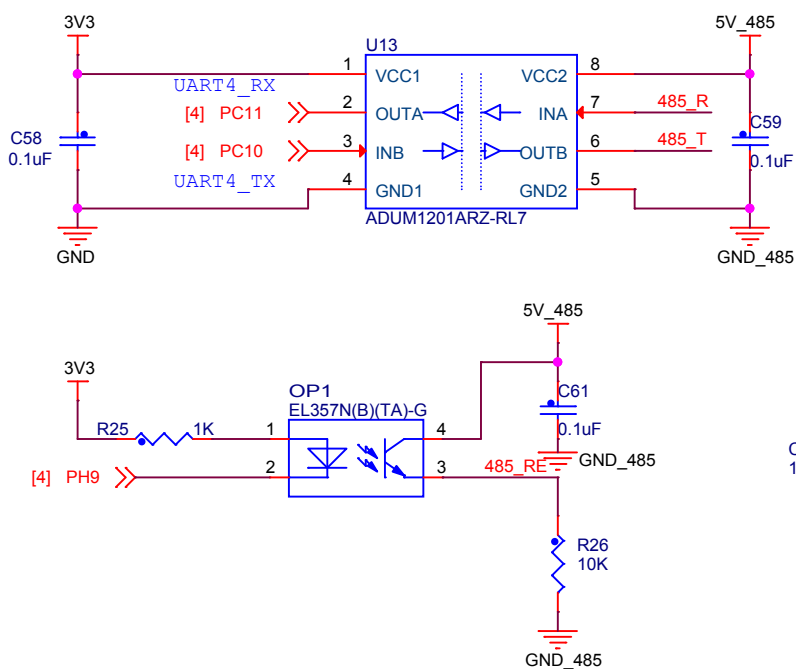 3V3
5V_485
U13
1
VCC1
VCC2
8
UART4_RX
[4] PC11
2
OUTA
INA
7
485_R
C58
0.1uF
[4] PC10
3
INB
OUTB
6
485_T
C59
0.1uF
UART4_TX
4
GND1
GND2
5
ADUM1201ARZ-RL7
GND
GND_485
5V_485
3V3
OP1
EL357N(B)(TA)-G
C61
0.1uF
R25
1K
1
4
GND_485
[4] PH9
2
3
485_RE
R26
10K
GND_485